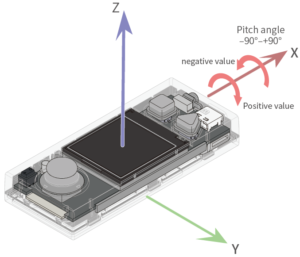 Z
Pitch angle
–90°–+90°
X
negative value
Positive value
Y